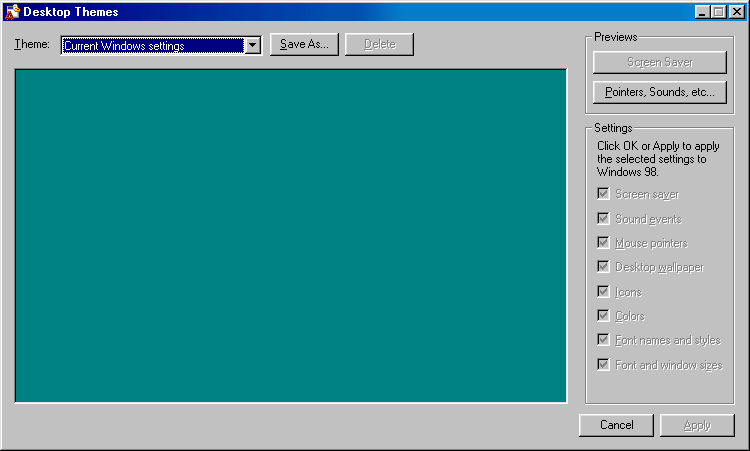 Desktop Themes
Theme: Current Windows settings Save As... Delete
Previews
Screen Saver
Pointers, Sounds, etc...
Settings
Click OK or Apply to apply
the selected settings to
Windows 98.
Screen saver
Sound events
Mouse pointers
Desktop wallpaper
Icons
Colors
Font names and styles
Font and window sizes
Cancel Apply